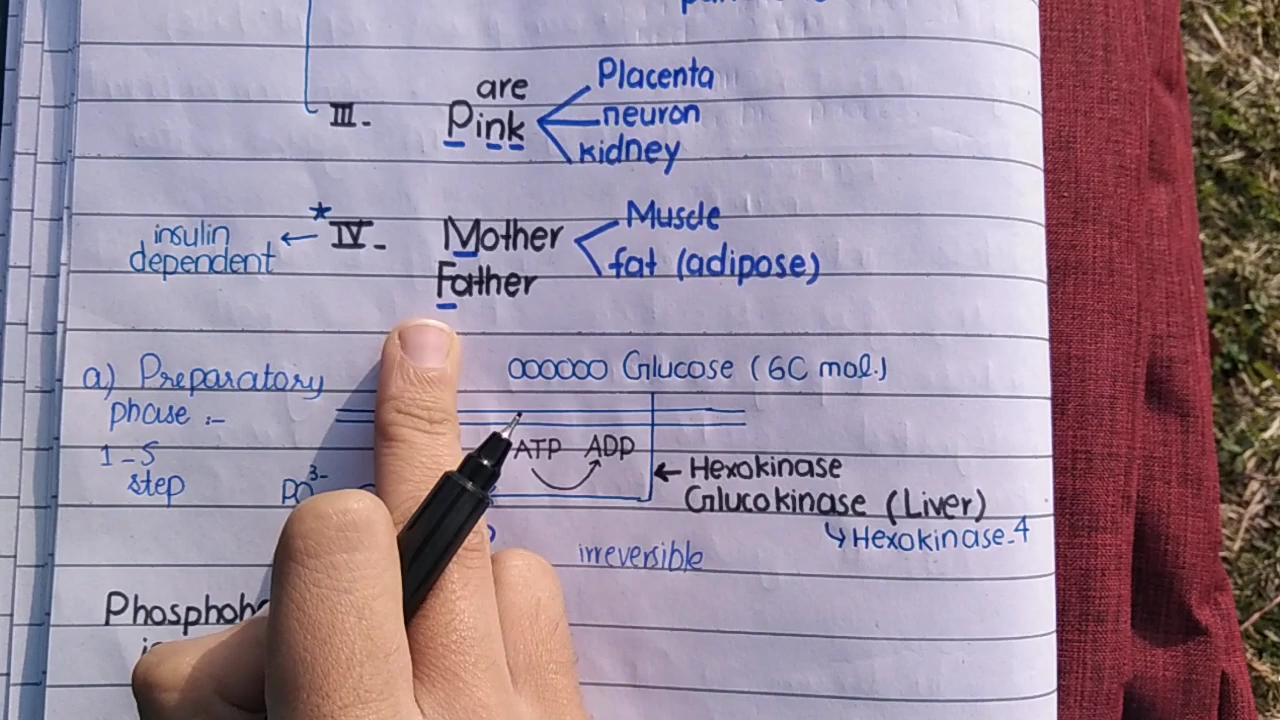 are
III. Pink Placenta
neuron
kidney
insulin dependent ← *IV- Mother Muscle
Father fat (adipose)
a) Preparatory phase :- oooooo Glucose (6C mol.)
1-5 step
ATP ADP
← Hexokinase
PO3-
Glucokinase (Liver)
↳ Hexokinase-4
irreversible